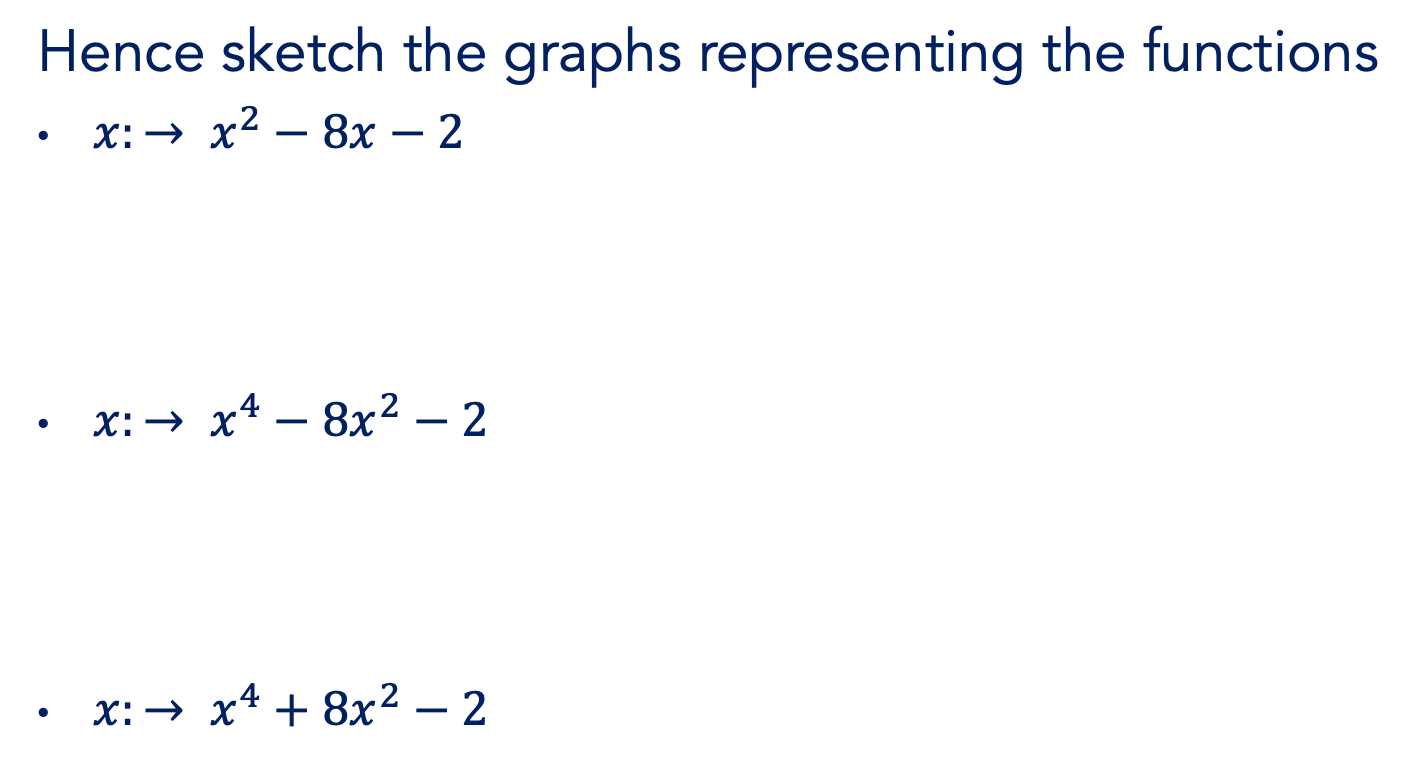 Hence sketch the graphs representing the functions
• 𝑥: → 𝑥² − 8𝑥 − 2
• 𝑥: → 𝑥⁴ − 8𝑥² − 2
• 𝑥: → 𝑥⁴ + 8𝑥² − 2